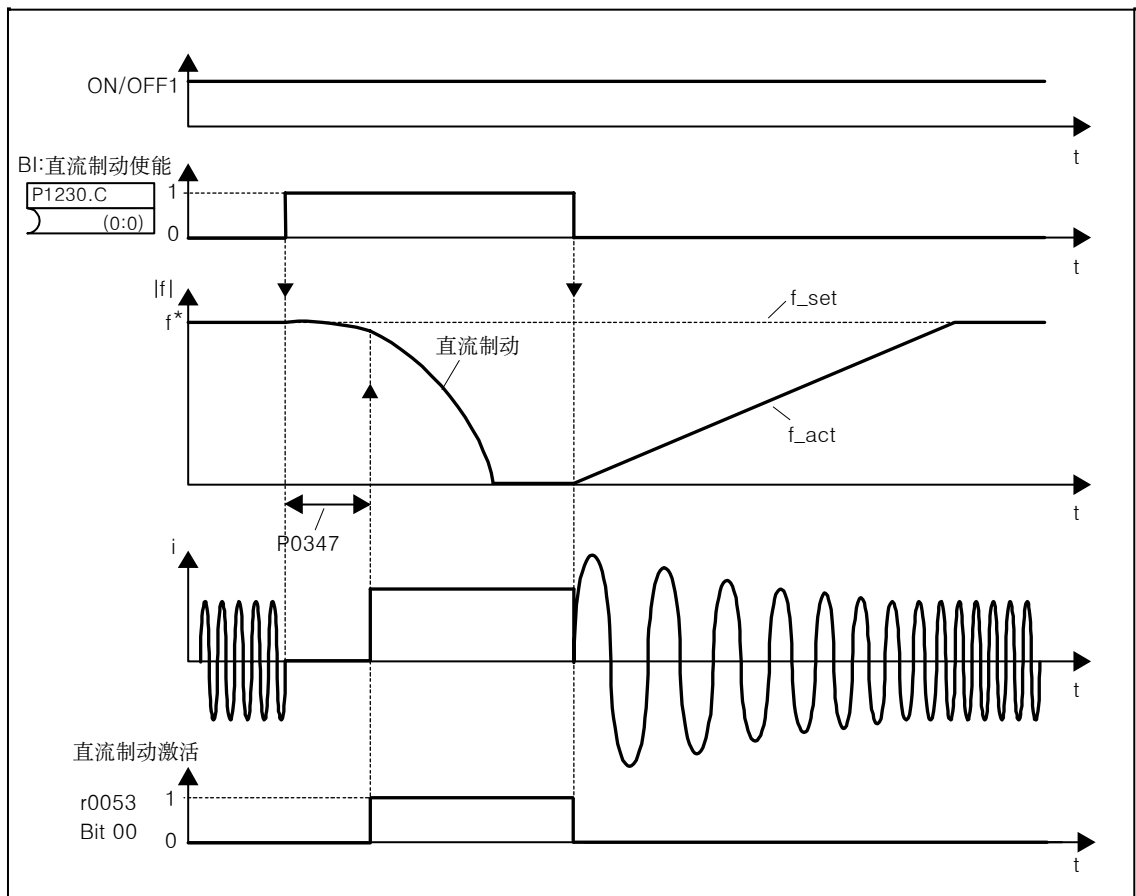 ON/OFF1
t
BI:直流制动使能
P1230.C
(0:0)
1
0
t
|f|
f*
f_set
直流制动
f_act
t
P0347
i
t
直流制动激活
r0053
Bit 00
1
0
t